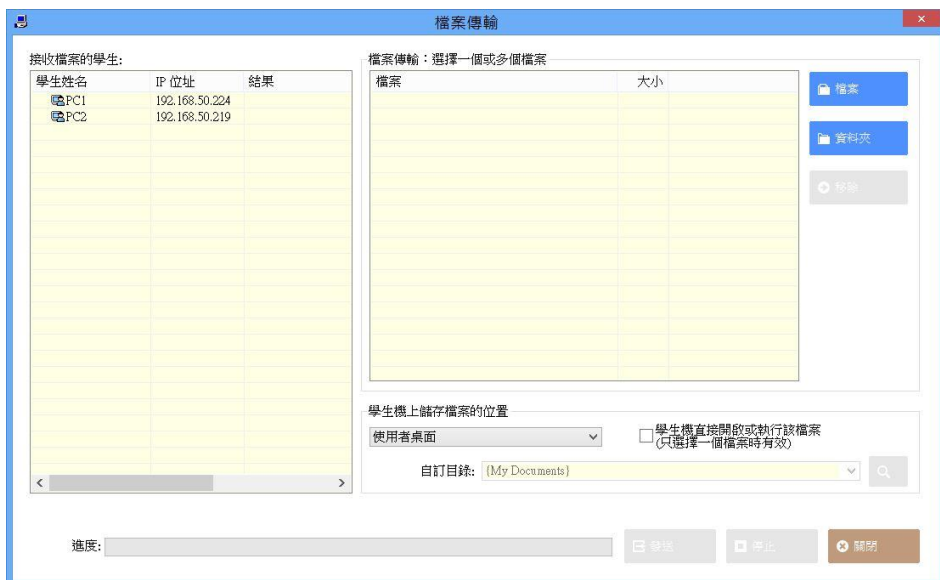 檔案傳輸
接收檔案的學生:
學生姓名 IP 位址 結果
PC1 192.168.50.224
PC2 192.168.50.219
檔案傳輸：選擇一個或多個檔案
檔案 大小
檔案
資料夾
移除
學生機上儲存檔案的位置
使用者桌面
學生機直接開啟或執行該檔案
(只選擇一個檔案時有效)
自訂目錄: {My Documents}
進度:
發送
停止
關閉